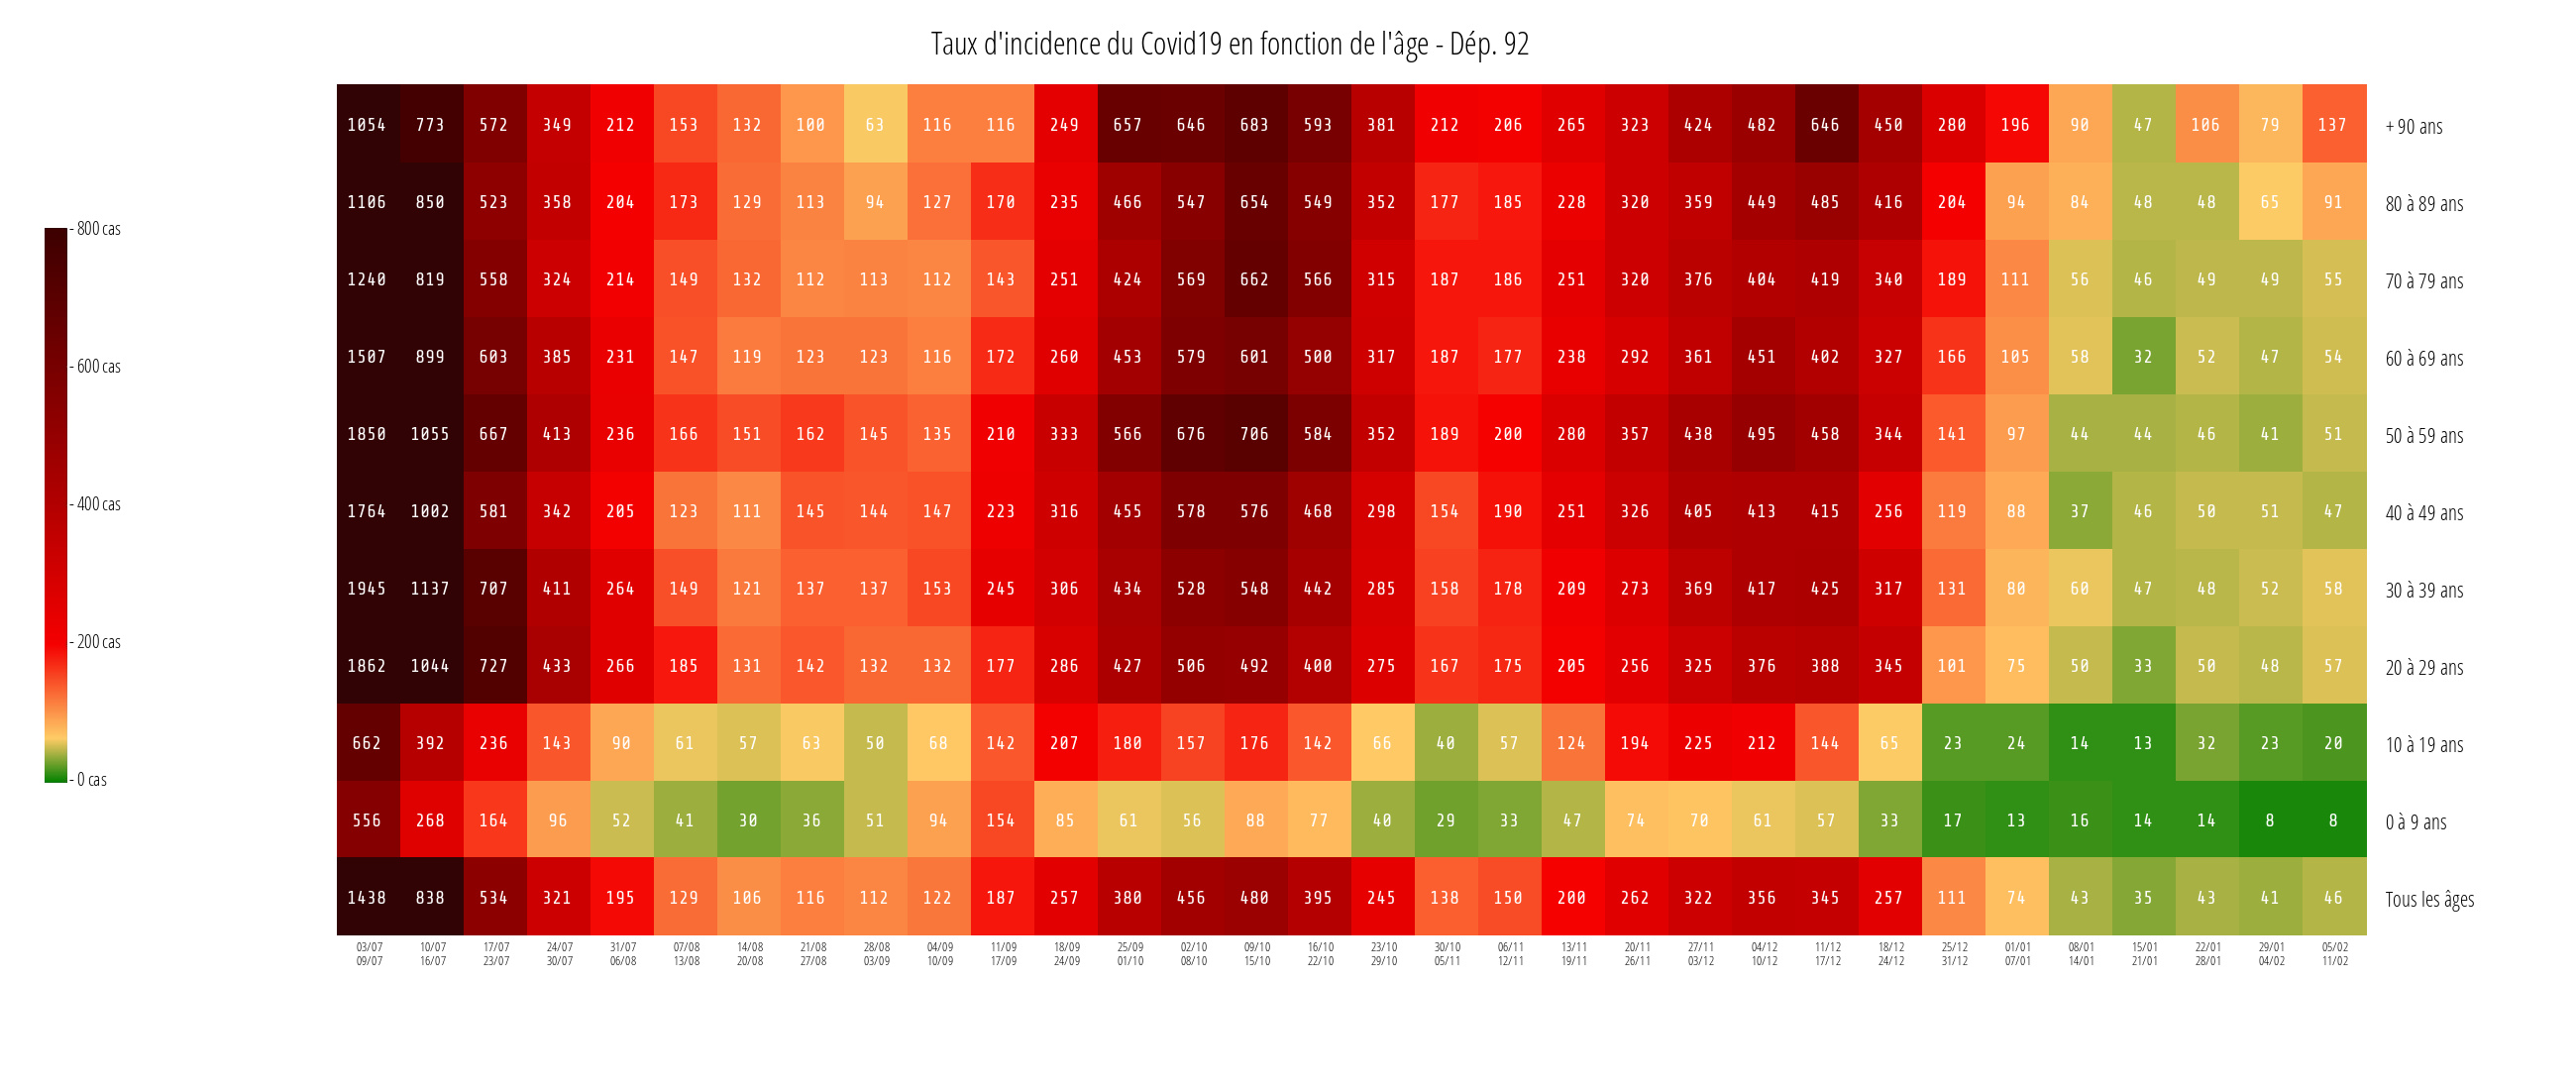 Taux d'incidence du Covid19 en fonction de l'âge - Dép. 92
1054 773 572 349 212 153 132 100 63 116 116 249 657 646 683 593 381 212 206 265 323 424 482 646 450 280 196 90 47 106 79 137 + 90 ans
1106 850 523 358 204 173 129 113 94 127 170 235 466 547 654 549 352 177 185 228 320 359 449 485 416 204 94 84 48 48 65 91 80 à 89 ans
1240 819 558 324 214 149 132 112 113 112 143 251 424 569 662 566 315 187 186 251 320 376 404 419 340 189 111 56 46 49 49 55 70 à 79 ans
1507 899 603 385 231 147 119 123 123 116 172 260 453 579 601 500 317 187 177 238 292 361 451 402 327 166 105 58 32 52 47 54 60 à 69 ans
1850 1055 667 413 236 166 151 162 145 135 210 333 566 676 706 584 352 189 200 280 357 438 495 458 344 141 97 44 44 46 41 51 50 à 59 ans
1764 1002 581 342 205 123 111 145 144 147 223 316 455 578 576 468 298 154 190 251 326 405 413 415 256 119 88 37 46 50 51 47 40 à 49 ans
1945 1137 707 411 264 149 121 137 137 153 245 306 434 528 548 442 285 158 178 209 273 369 417 425 317 131 80 60 47 48 52 58 30 à 39 ans
1862 1044 727 433 266 185 131 142 132 132 177 286 427 506 492 400 275 167 175 205 256 325 376 388 345 101 75 50 33 50 48 57 20 à 29 ans
662 392 236 143 90 61 57 63 50 68 142 207 180 157 176 142 66 40 57 124 194 225 212 144 65 23 24 14 13 32 23 20 10 à 19 ans
556 268 164 96 52 41 30 36 51 94 154 85 61 56 88 77 40 29 33 47 74 70 61 57 33 17 13 16 14 14 8 8 0 à 9 ans
1438 838 534 321 195 129 106 116 112 122 187 257 380 456 480 395 245 138 150 200 262 322 356 345 257 111 74 43 35 43 41 46 Tous les âges
03/07 10/07 17/07 24/07 31/07 07/08 14/08 21/08 28/08 04/09 11/09 18/09 25/09 02/10 09/10 16/10 23/10 30/10 06/11 13/11 20/11 27/11 04/12 11/12 18/12 25/12 01/01 08/01 15/01 22/01 29/01 05/02
09/07 16/07 23/07 30/07 06/08 13/08 20/08 27/08 03/09 10/09 17/09 24/09 01/10 08/10 15/10 22/10 29/10 05/11 12/11 19/11 26/11 03/12 10/12 17/12 24/12 31/12 07/01 14/01 21/01 28/01 04/02 11/02
- 800 cas
- 600 cas
- 400 cas
- 200 cas
- 0 cas